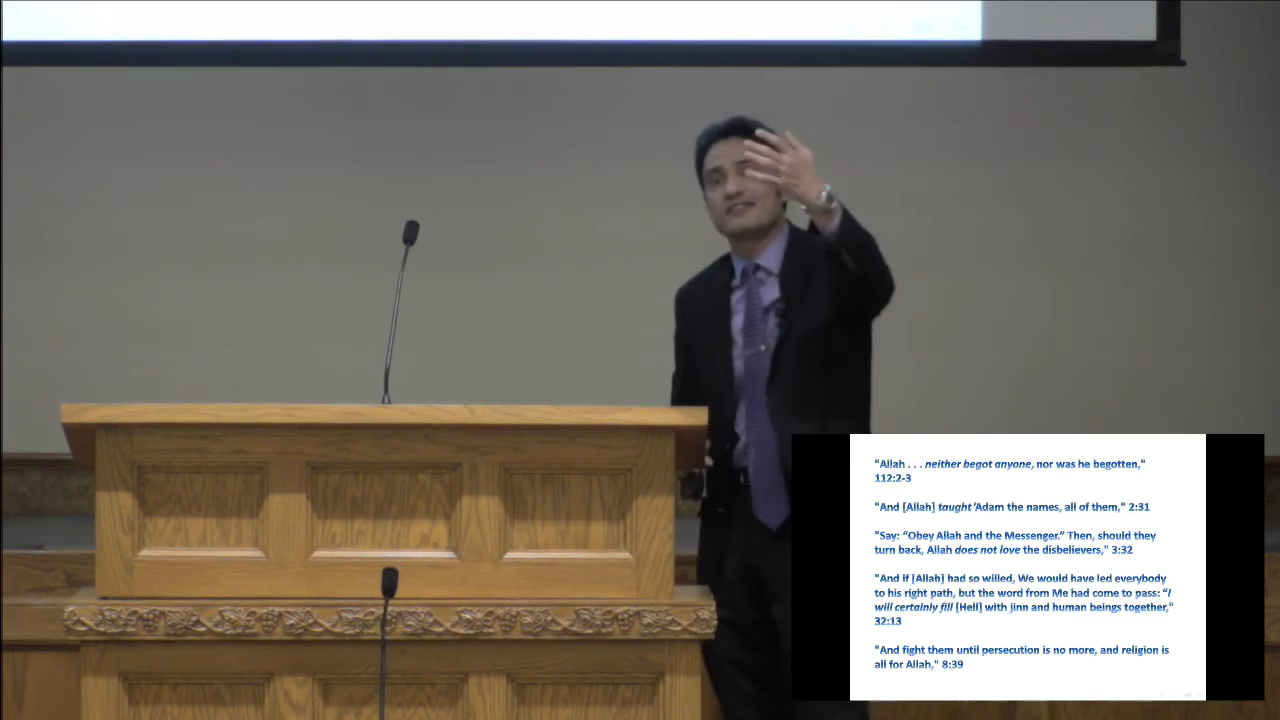 "Allah . . . neither begot anyone, nor was he begotten,"
112:2-3
"And [Allah] taught 'Adam the names, all of them," 2:31
"Say: “Obey Allah and the Messenger.” Then, should they
turn back, Allah does not love the disbelievers," 3:32
"And if [Allah] had so willed, We would have led everybody
to his right path, but the word from Me had come to pass: “I
will certainly fill [Hell] with jinn and human beings together,"
32:13
"And fight them until persecution is no more, and religion is
all for Allah," 8:39